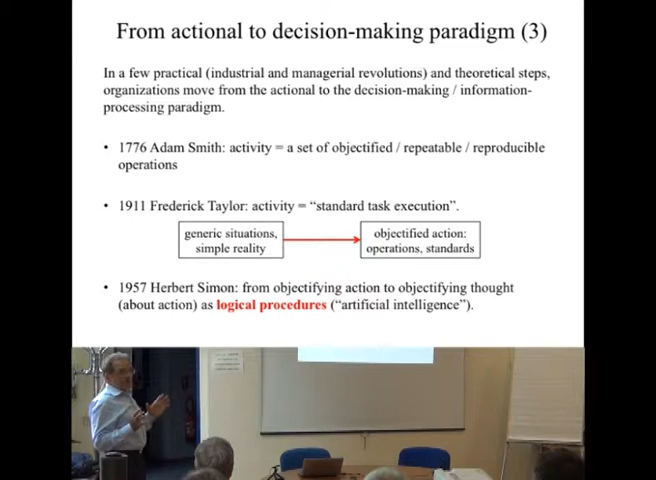 From actional to decision-making paradigm (3)
In a few practical (industrial and managerial revolutions) and theoretical steps,
organizations move from the actional to the decision-making / information-
processing paradigm.
• 1776 Adam Smith: activity = a set of objectified / repeatable / reproducible
operations
• 1911 Frederick Taylor: activity = “standard task execution”.
generic situations,
simple reality
objectified action:
operations, standards
• 1957 Herbert Simon: from objectifying action to objectifying thought
(about action) as logical procedures (“artificial intelligence”).